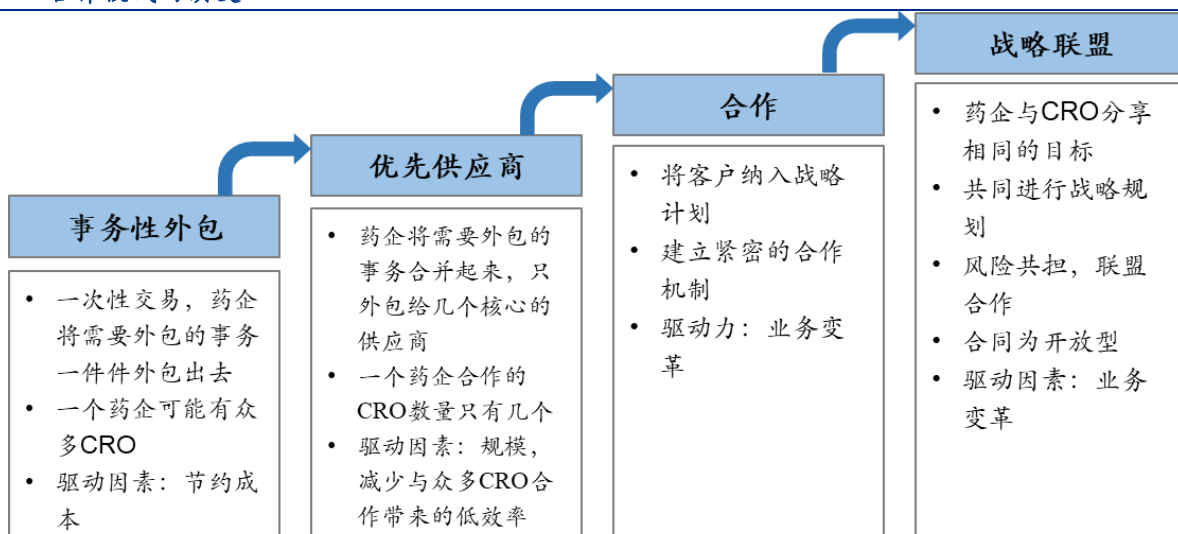 事务性外包
• 一次性交易，药企
将需要外包的事务
一件件外包出去
• 一个药企可能有众
多CRO
• 驱动因素：节约成
本
优先供应商
• 药企将需要外包的
事务合并起来，只
外包给几个核心的
供应商
• 一个药企合作的
CRO数量只有几个
• 驱动因素：规模，
减少与众多CRO合
作带来的低效率
合作
• 将客户纳入战略
计划
• 建立紧密的合作
机制
• 驱动力：业务变
革
战略联盟
• 药企与CRO分享
相同的目标
• 共同进行战略规
划
• 风险共担，联盟
合作
• 合同为开放型
• 驱动因素：业务
变革